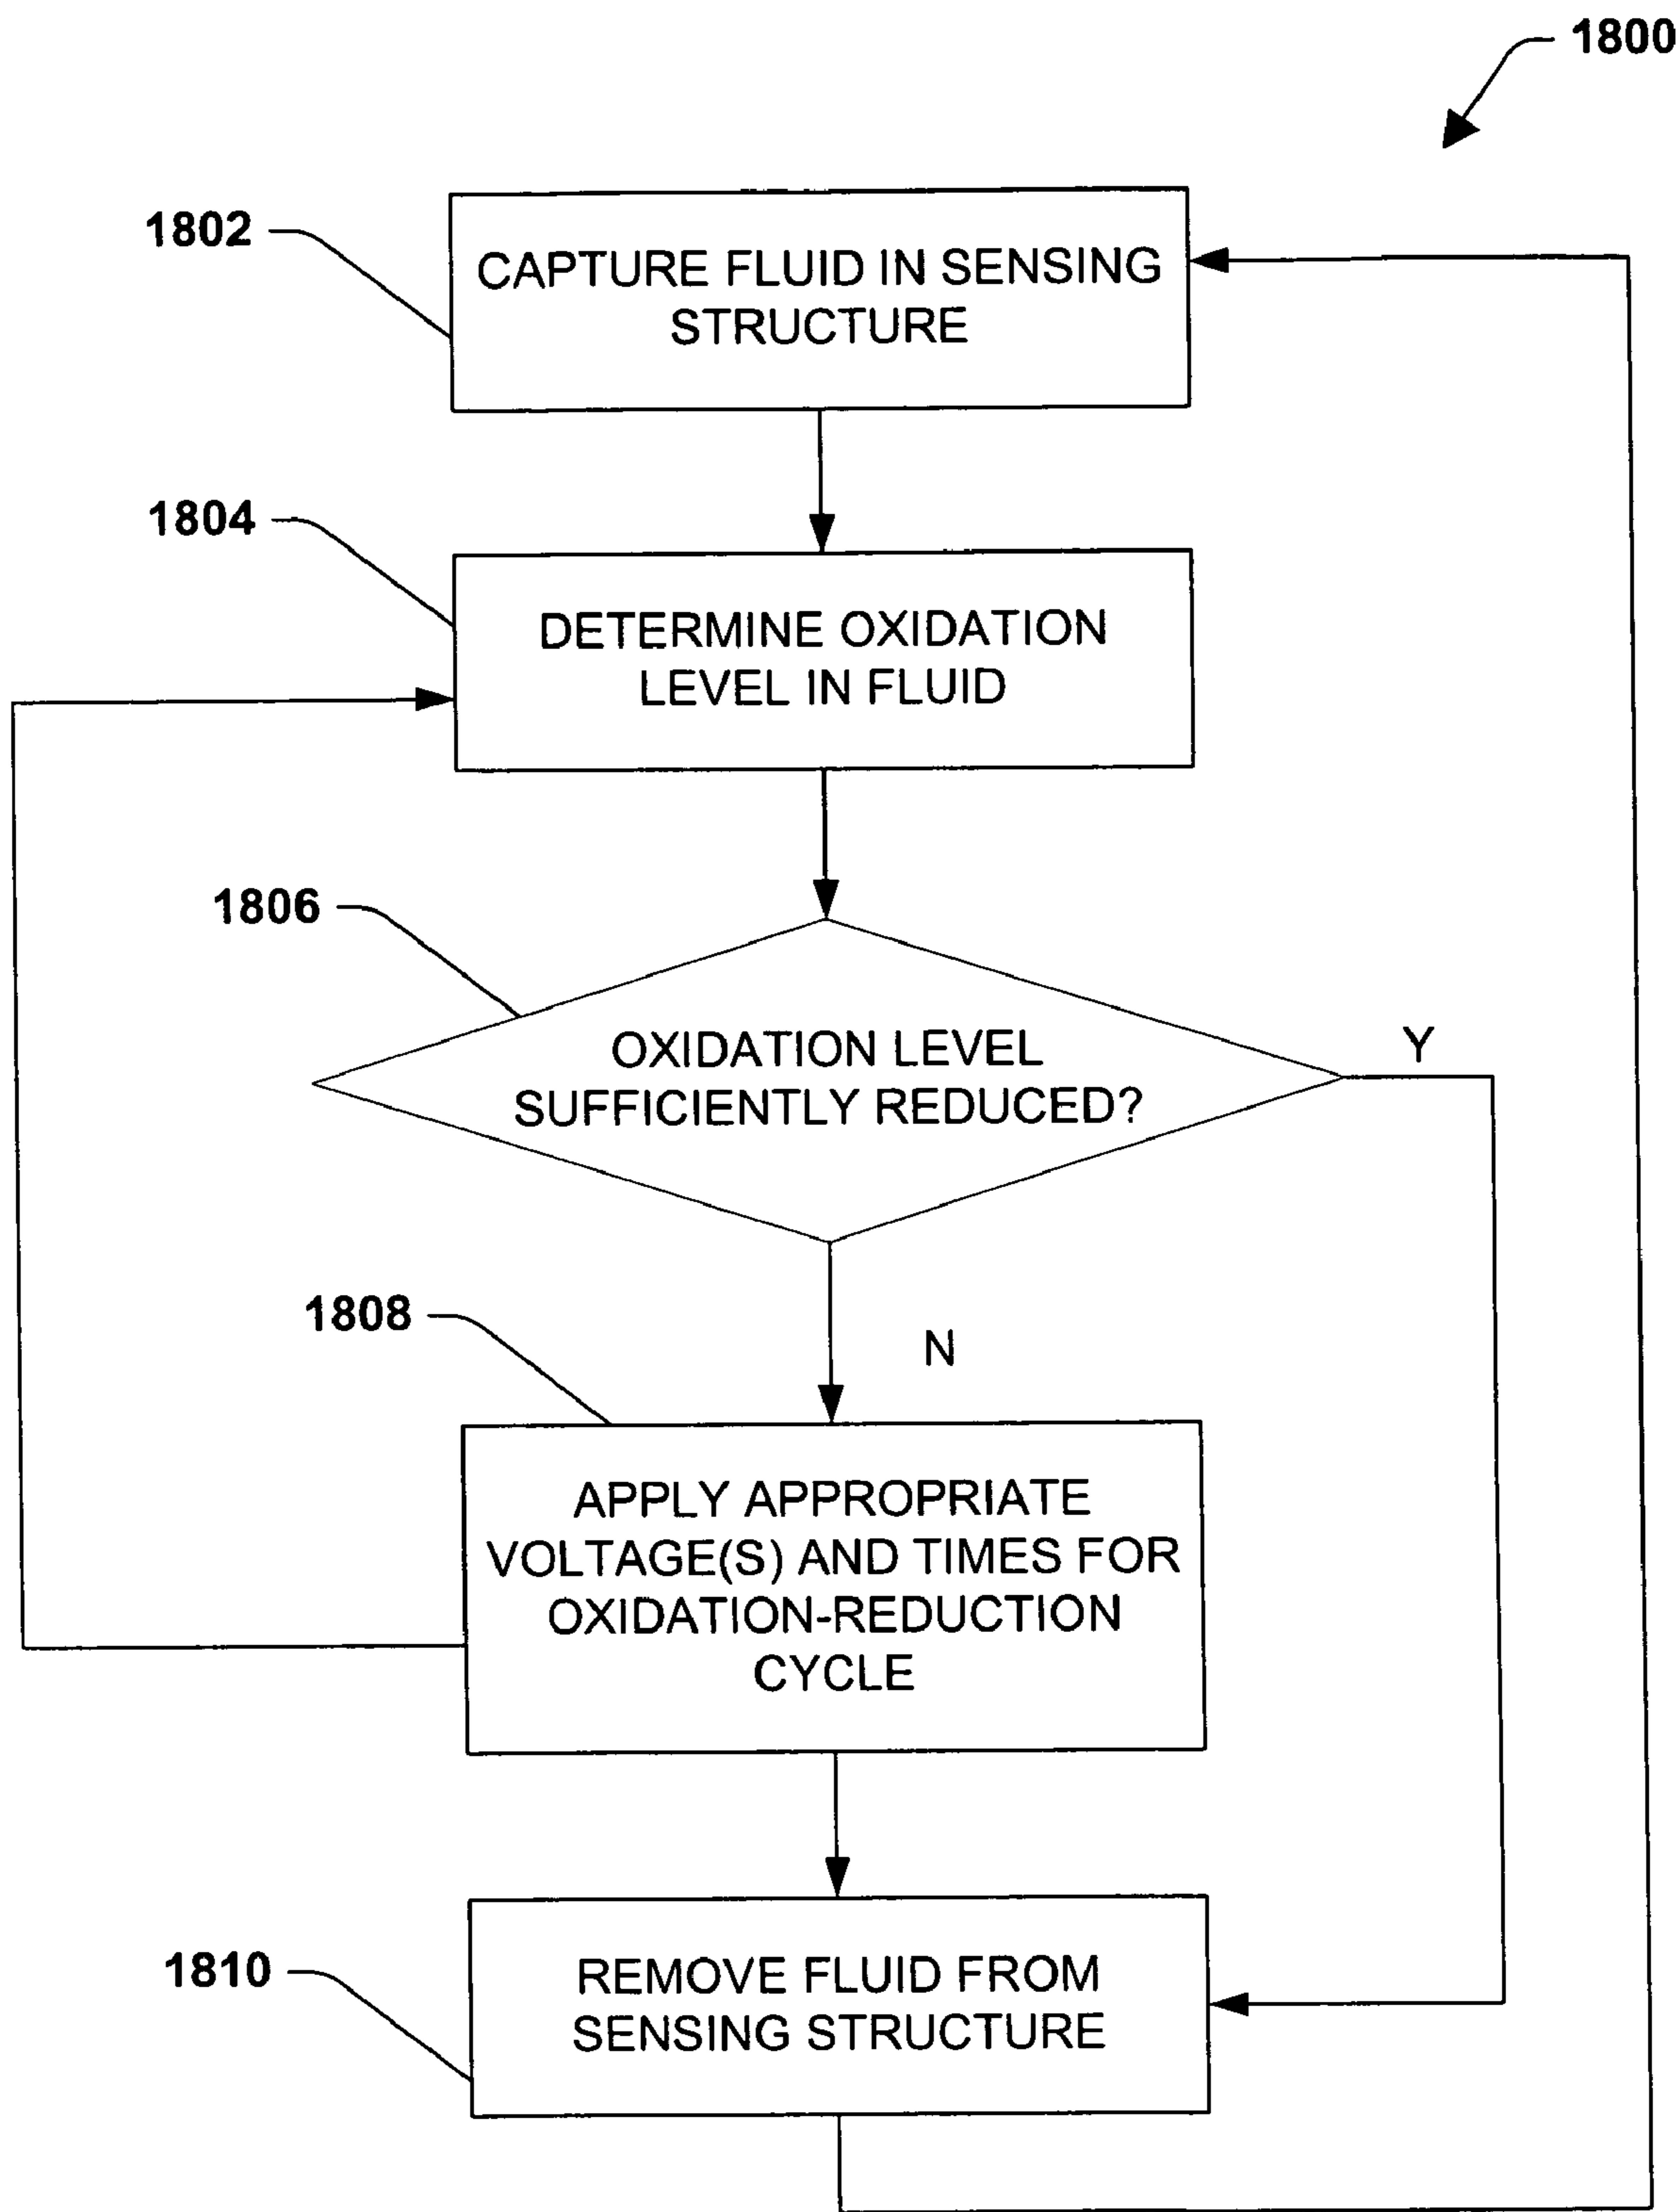 1800
1802
CAPTURE FLUID IN SENSING
STRUCTURE
1804
DETERMINE OXIDATION
LEVEL IN FLUID
1806
OXIDATION LEVEL
SUFFICIENTLY REDUCED?
Y
N
1808
APPLY APPROPRIATE
VOLTAGE(S) AND TIMES FOR
OXIDATION-REDUCTION
CYCLE
1810
REMOVE FLUID FROM
SENSING STRUCTURE